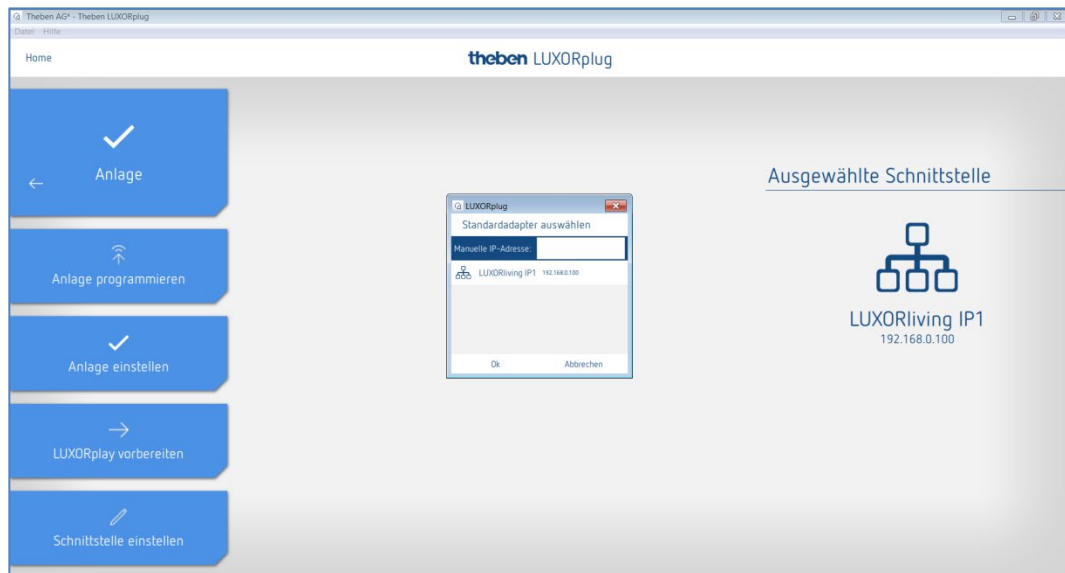 Theben AG* - Theben LUXORplug
Datei Hilfe
Home
theben LUXORplug
Anlage
Anlage programmieren
Anlage einstellen
LUXORplay vorbereiten
Schnittstelle einstellen
LUXORplug
Standardadapter auswählen
Manuelle IP-Adresse:
LUXORliving IP1 192.168.0.100
Ok Abbrechen
Ausgewählte Schnittstelle
LUXORliving IP1
192.168.0.100